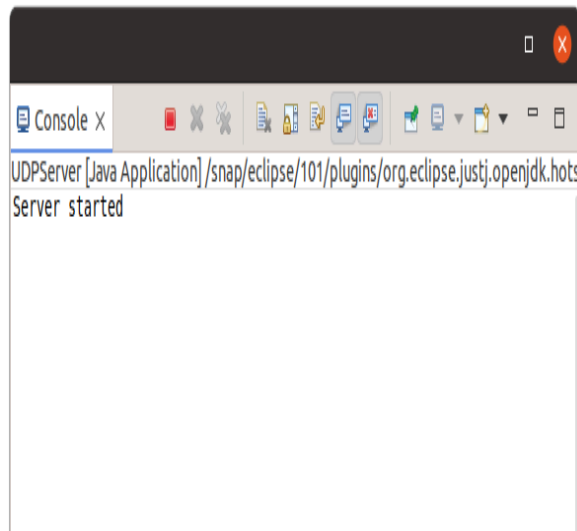 Console
UDPServer [Java Application] /snap/eclipse/101/plugins/org.eclipse.justj.openjdk.hots
Server started